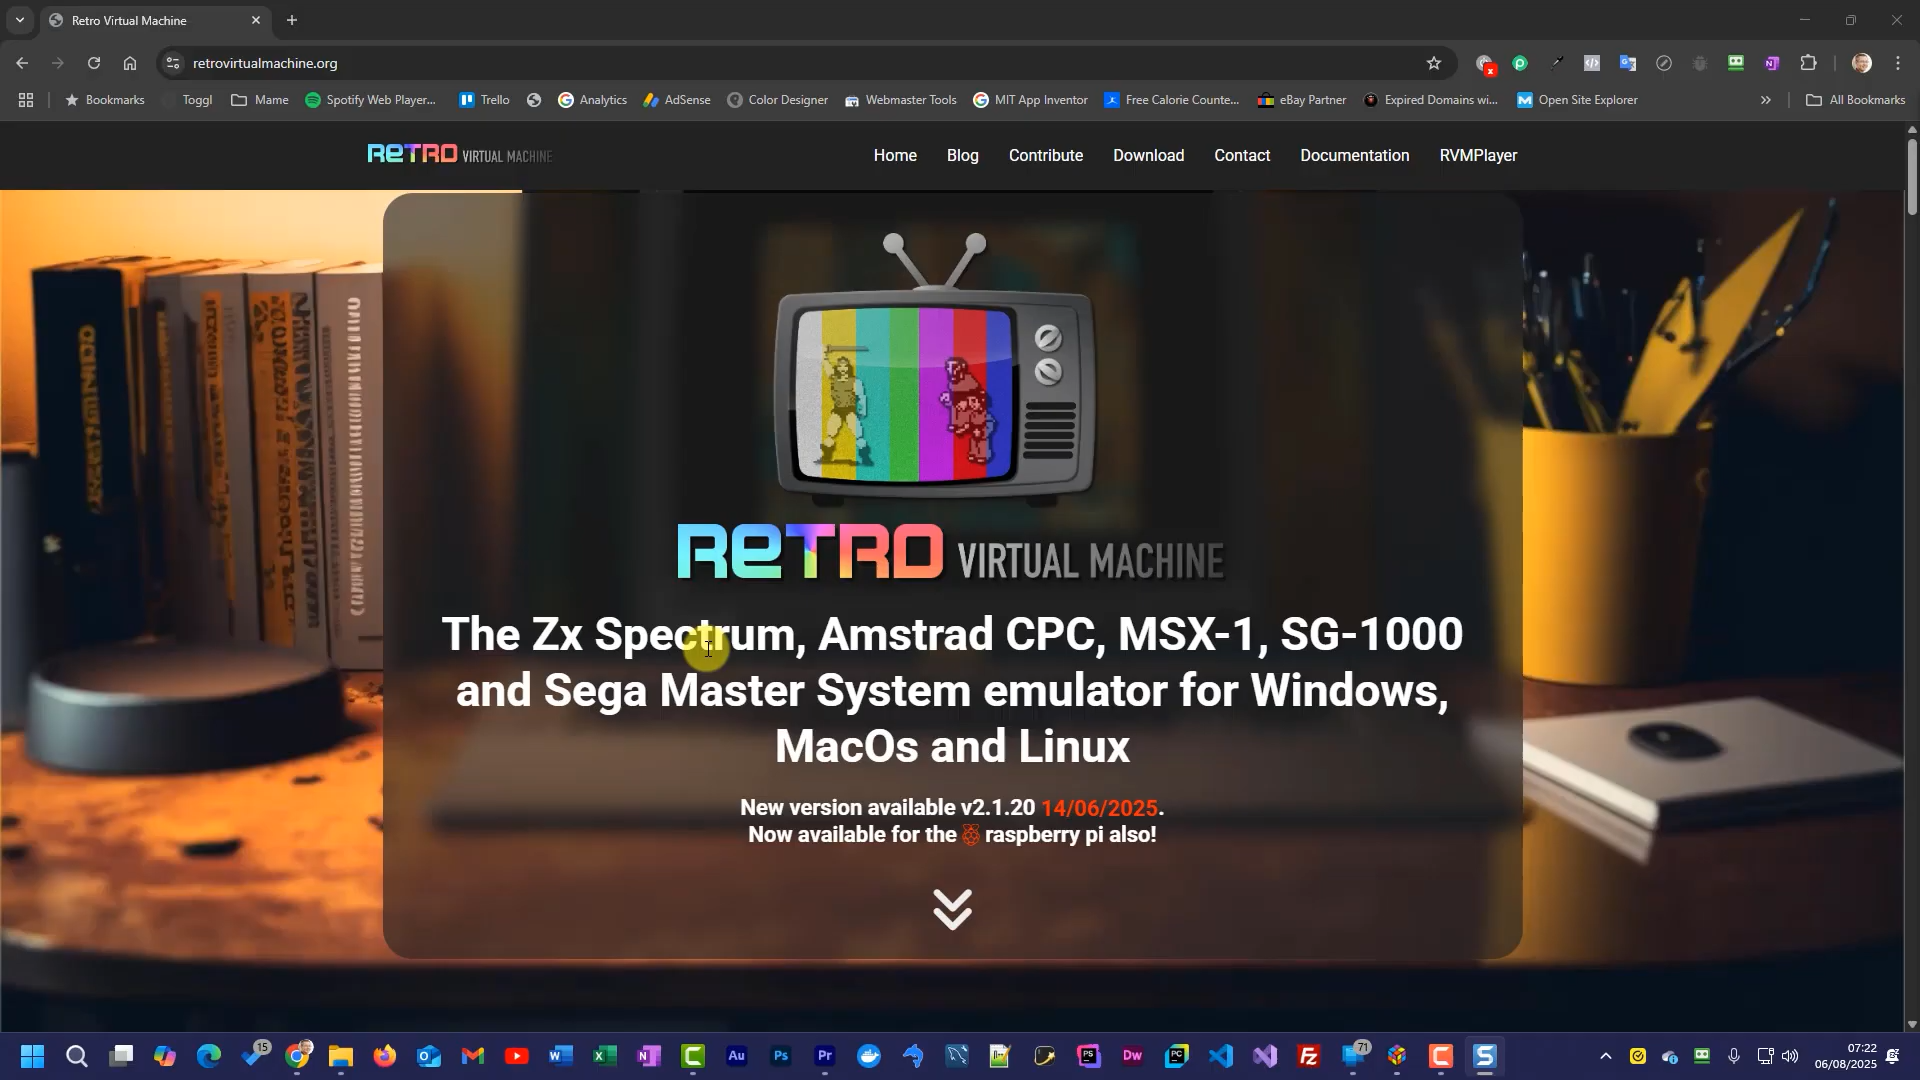 Retro Virtual Machine
retrovirtualmachine.org
Bookmarks
Toggl
Mame
Spotify Web Player...
Trello
Analytics
AdSense
Color Designer
Webmaster Tools
MIT App Inventor
Free Calorie Counte...
eBay Partner
Expired Domains wi...
Open Site Explorer
All Bookmarks
ReTRO VIRTUAL MACHINE
Home
Blog
Contribute
Download
Contact
Documentation
RVMPlayer
ReTRO VIRTUAL MACHINE
The Zx Spectrum, Amstrad CPC, MSX-1, SG-1000
and Sega Master System emulator for Windows,
MacOs and Linux
New version available v2.1.20 14/06/2025.
Now available for the raspberry pi also!
15
71
07:22
06/08/2025